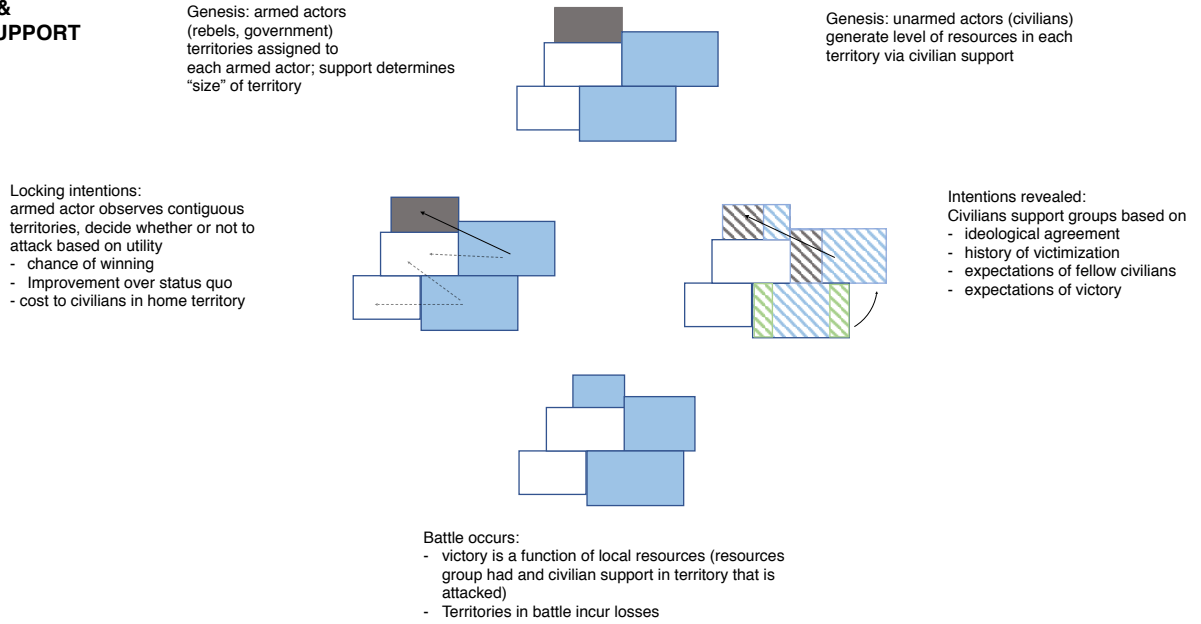 &
UPPORT
Genesis: armed actors
(rebels, government)
territories assigned to
each armed actor; support determines
“size” of territory
Genesis: unarmed actors (civilians)
generate level of resources in each
territory via civilian support
Locking intentions:
armed actor observes contiguous
territories, decide whether or not to
attack based on utility
- chance of winning
- Improvement over status quo
- cost to civilians in home territory
Intentions revealed:
Civilians support groups based on
- ideological agreement
- history of victimization
- expectations of fellow civilians
- expectations of victory
Battle occurs:
- victory is a function of local resources (resources
group had and civilian support in territory that is
attacked)
- Territories in battle incur losses